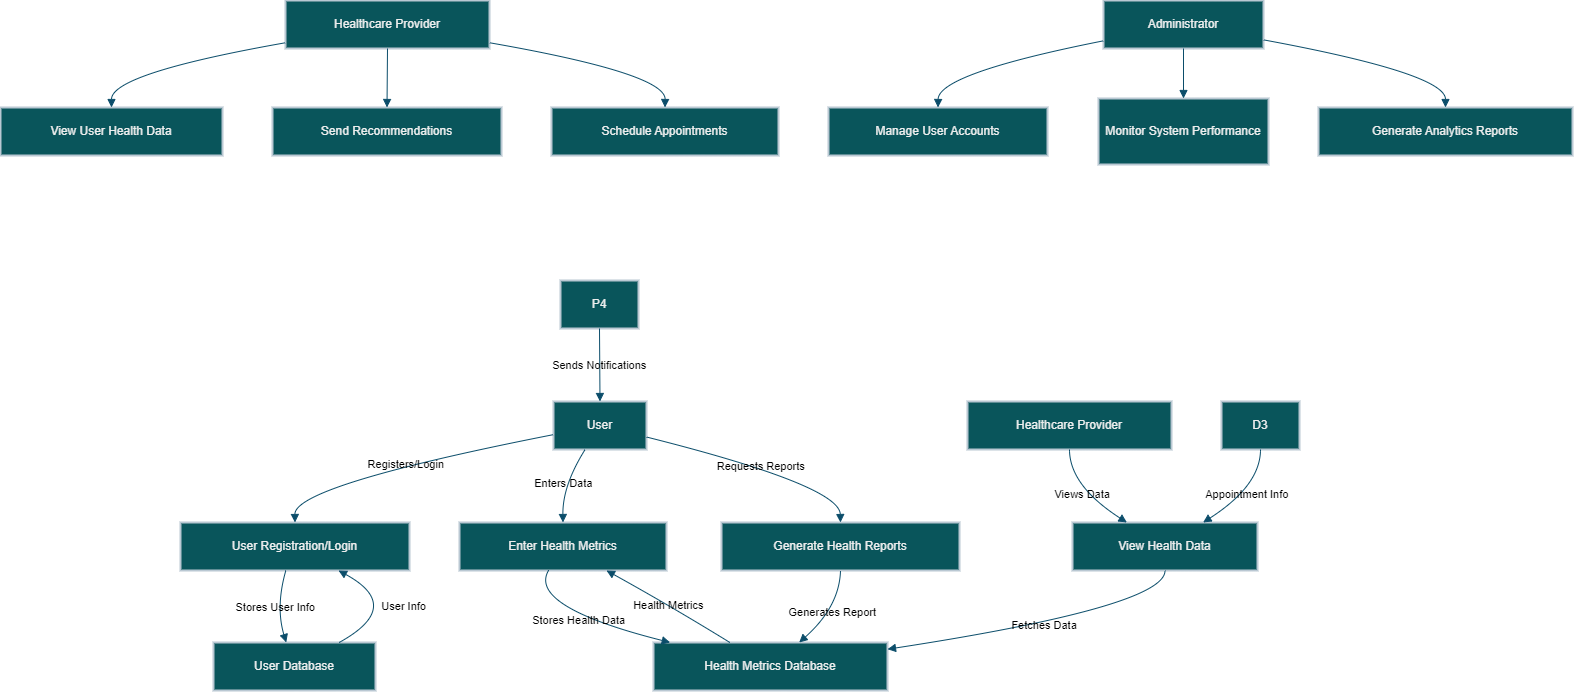 Healthcare Provider
Administrator
View User Health Data
Send Recommendations
Schedule Appointments
Manage User Accounts
Monitor System Performance
Generate Analytics Reports
P4
Sends Notifications
User
Healthcare Provider
D3
Registers/Login
Enters Data
Requests Reports
Views Data
Appointment Info
User Registration/Login
Enter Health Metrics
Generate Health Reports
View Health Data
Stores User Info
User Info
Stores Health Data
Health Metrics
Generates Report
Fetches Data
User Database
Health Metrics Database